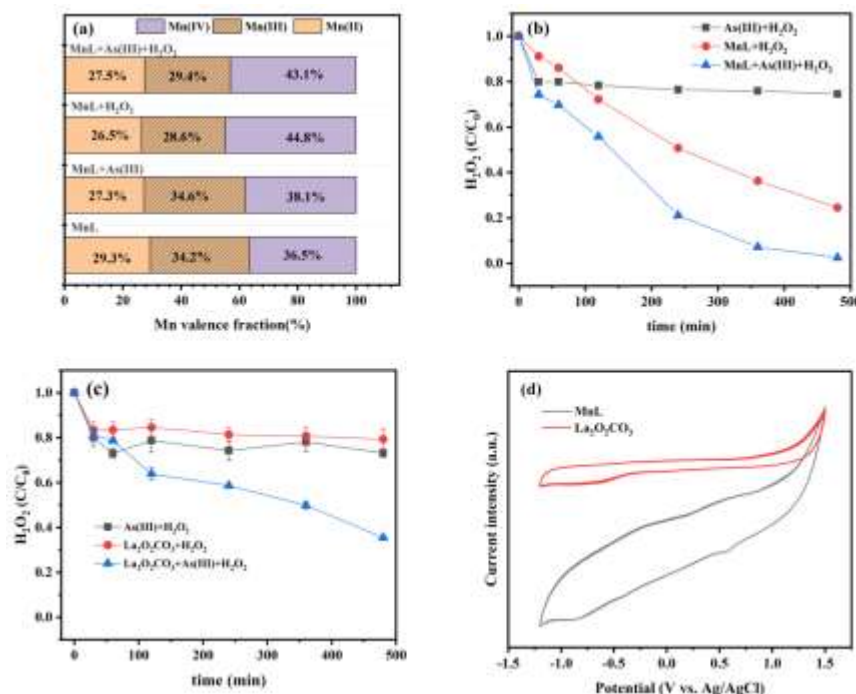 (a)
Mn(IV) Mn(III) Mn(II)
MnL+As(III)+H₂O₂
27.5% 29.4% 43.1%
MnL+H₂O₂
26.5% 28.6% 44.8%
MnL+As(III)
27.3% 34.6% 38.1%
MnL
29.3% 34.2% 36.5%
0 20 40 60 80 100
Mn valence fraction(%)
(b)
As(III)+H₂O₂
MnL+H₂O₂
MnL+As(III)+H₂O₂
H₂O₂ (C/C₀)
1.0
0.8
0.6
0.4
0.2
0.0
0 100 200 300 400 500
time (min)
(c)
As(III)+H₂O₂
La₂O₂CO₃+H₂O₂
La₂O₂CO₃+As(III)+H₂O₂
H₂O₂ (C/C₀)
1.0
0.8
0.6
0.4
0.2
0.0
0 100 200 300 400 500
time (min)
(d)
MnL
La₂O₂CO₃
Current intensity (a.u.)
-1.5 -1.0 -0.5 0.0 0.5 1.0 1.5
Potential (V vs. Ag/AgCl)